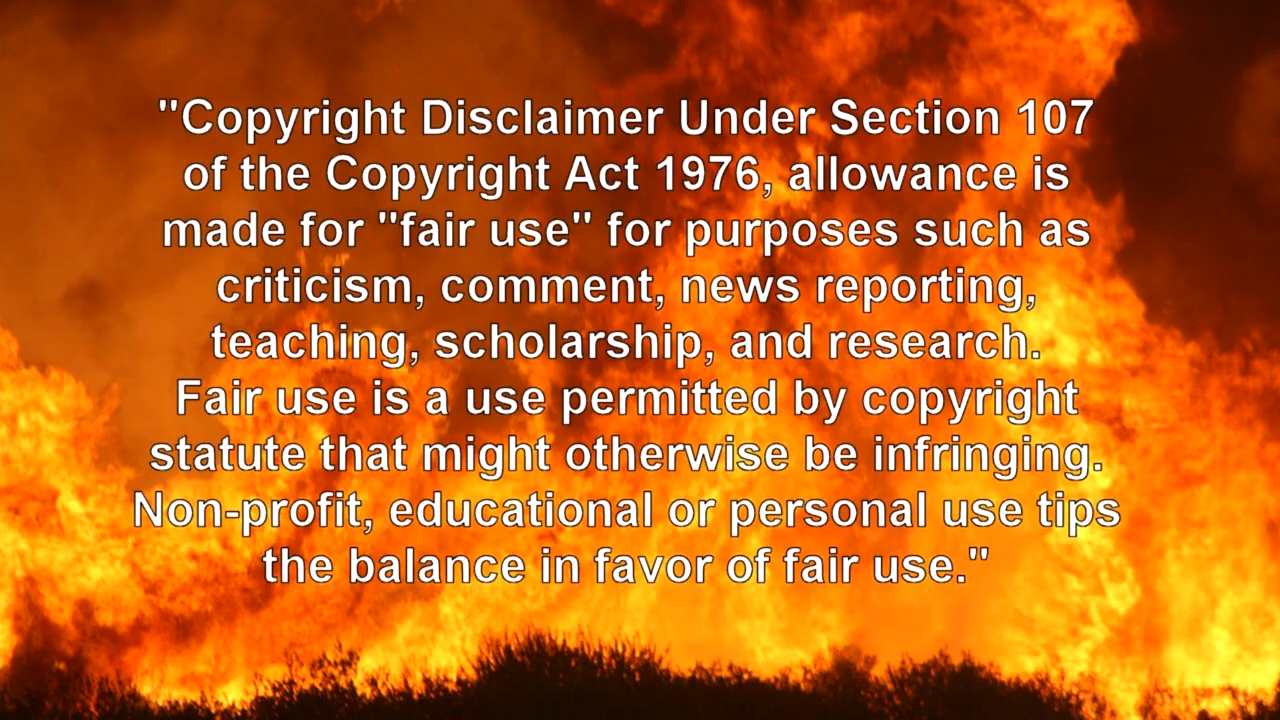 "Copyright Disclaimer Under Section 107
of the Copyright Act 1976, allowance is
made for "fair use" for purposes such as
criticism, comment, news reporting,
teaching, scholarship, and research.
Fair use is a use permitted by copyright
statute that might otherwise be infringing.
Non-profit, educational or personal use tips
the balance in favor of fair use."